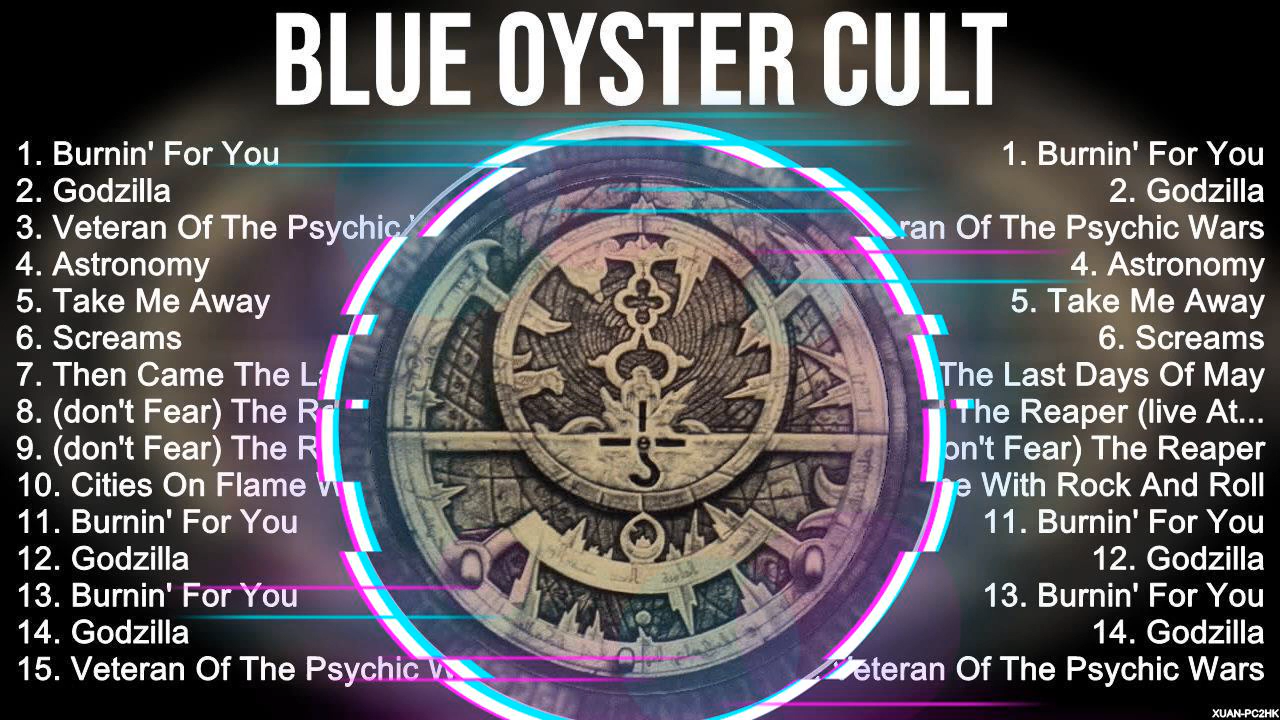 BLUE OYSTER CULT
1. Burnin' For You
2. Godzilla
3. Veteran Of The Psychic
4. Astronomy
5. Take Me Away
6. Screams
7. Then Came The La
8. (don't Fear) The Re
9. (don't Fear) The R
10. Cities On Flame W
11. Burnin' For You
12. Godzilla
13. Burnin' For You
14. Godzilla
15. Veteran Of The Psychic W
1. Burnin' For You
2. Godzilla
ran Of The Psychic Wars
4. Astronomy
5. Take Me Away
6. Screams
The Last Days Of May
The Reaper (live At...
on't Fear) The Reaper
e With Rock And Roll
11. Burnin' For You
12. Godzilla
13. Burnin' For You
14. Godzilla
Veteran Of The Psychic Wars
XUAN-PC2HK